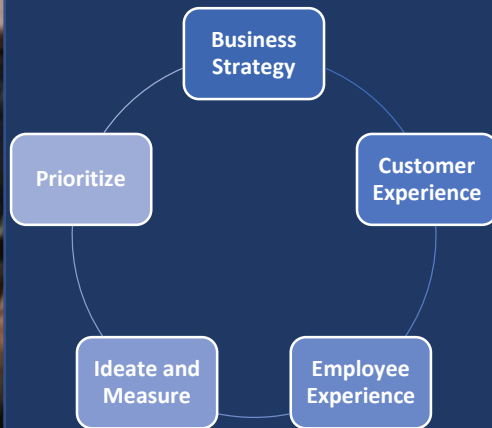 Business
Strategy
Customer
Experience
Employee
Experience
Ideate and
Measure
Prioritize